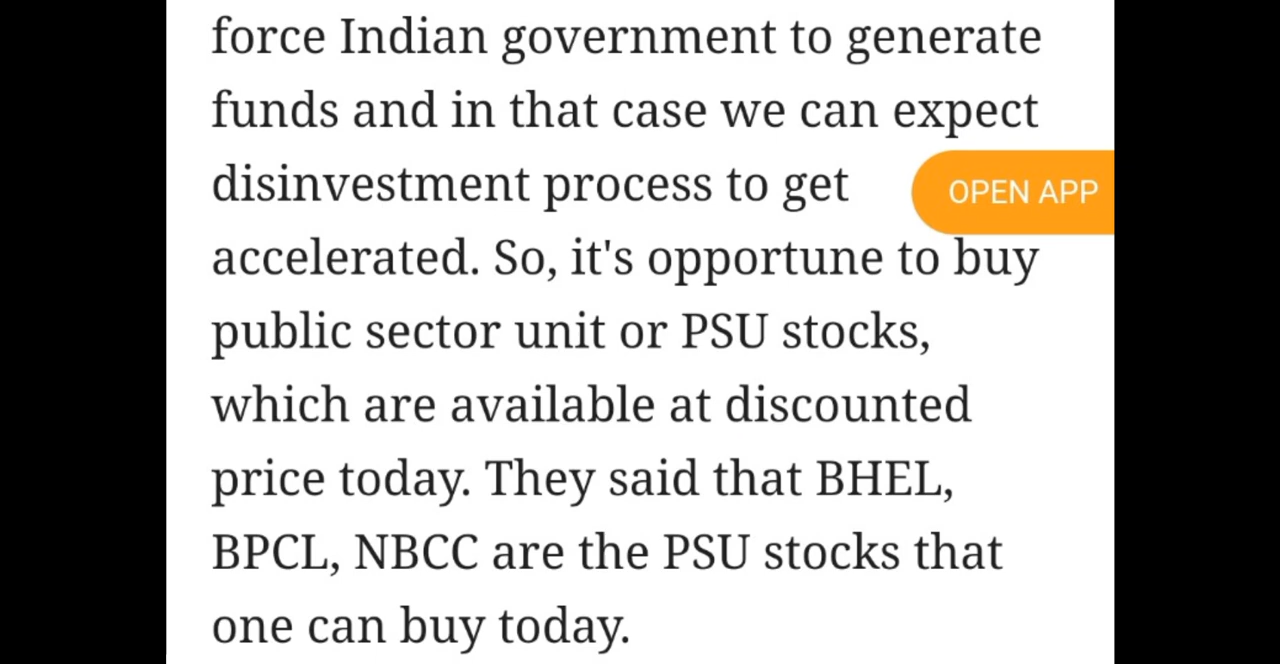 force Indian government to generate
funds and in that case we can expect
disinvestment process to get
OPEN APP
accelerated. So, it's opportune to buy
public sector unit or PSU stocks,
which are available at discounted
price today. They said that BHEL,
BPCL, NBCC are the PSU stocks that
one can buy today.